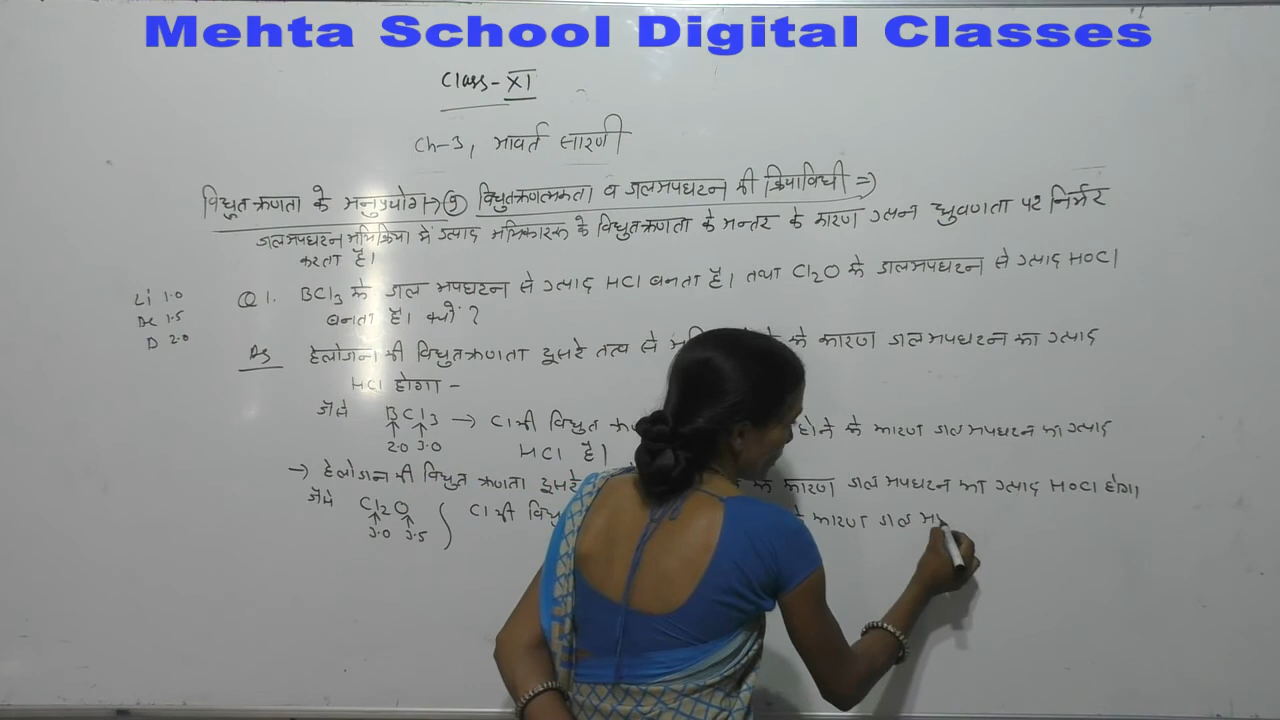 Mehta School Digital Classes
Class-XI
Ch-3, आवर्त सारणी
विद्युतऋणता के अनुप्रयोग→ विद्युतऋणात्मकता व जलअपघटन की क्रियाविधी ⇒
जलअपघटन अभिक्रिया में उत्पाद अभिकारक के विद्युतऋणता के अन्तर के कारण उत्पन्न ध्रुवणता पर निर्भर
करता है।
Q1. BCl3 के जल अपघटन से उत्पाद HCl बनता है। तथा Cl2O के जलअपघटन से उत्पाद HOCl
बनता है। क्यों?
Li 1.0
Be 1.5
B 2.0
हेलोजन की विद्युतऋणता दूसरे तत्व से के कारण जलअपघटन का उत्पाद
HCl होगा -
जैसे BCl3 → Cl की विद्युत होने के कारण जल अपघटन का उत्पाद
2.0 3.0 HCl है।
→ हेलोजन की विद्युत ऋणता दूसरे के कारण जल अपघटन का उत्पाद HOCl होगा
जैसे Cl2O Cl की कारण जल
3.0 3.5